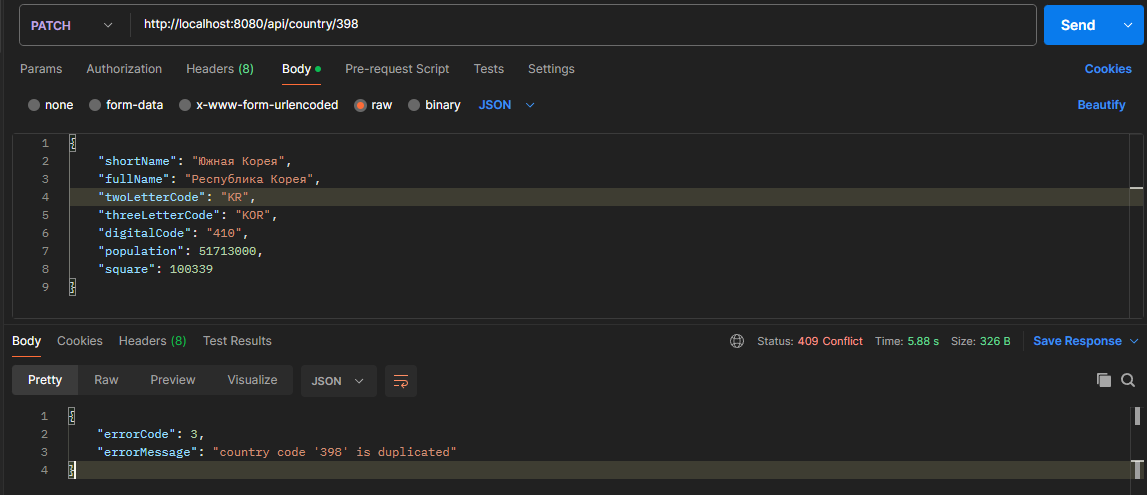 PATCH http://localhost:8080/api/country/398 Send
Params Authorization Headers (8) Body Pre-request Script Tests Settings Cookies
none form-data x-www-form-urlencoded raw binary JSON Beautify
1 {
2 "shortName": "Южная Корея",
3 "fullName": "Республика Корея",
4 "twoLetterCode": "KR",
5 "threeLetterCode": "KOR",
6 "digitalCode": "410",
7 "population": 51713000,
8 "square": 100339
9 }
Body Cookies Headers (8) Test Results Status: 409 Conflict Time: 5.88 s Size: 326 B Save Response
Pretty Raw Preview Visualize JSON
1 {
2 "errorCode": 3,
3 "errorMessage": "country code '398' is duplicated"
4 }